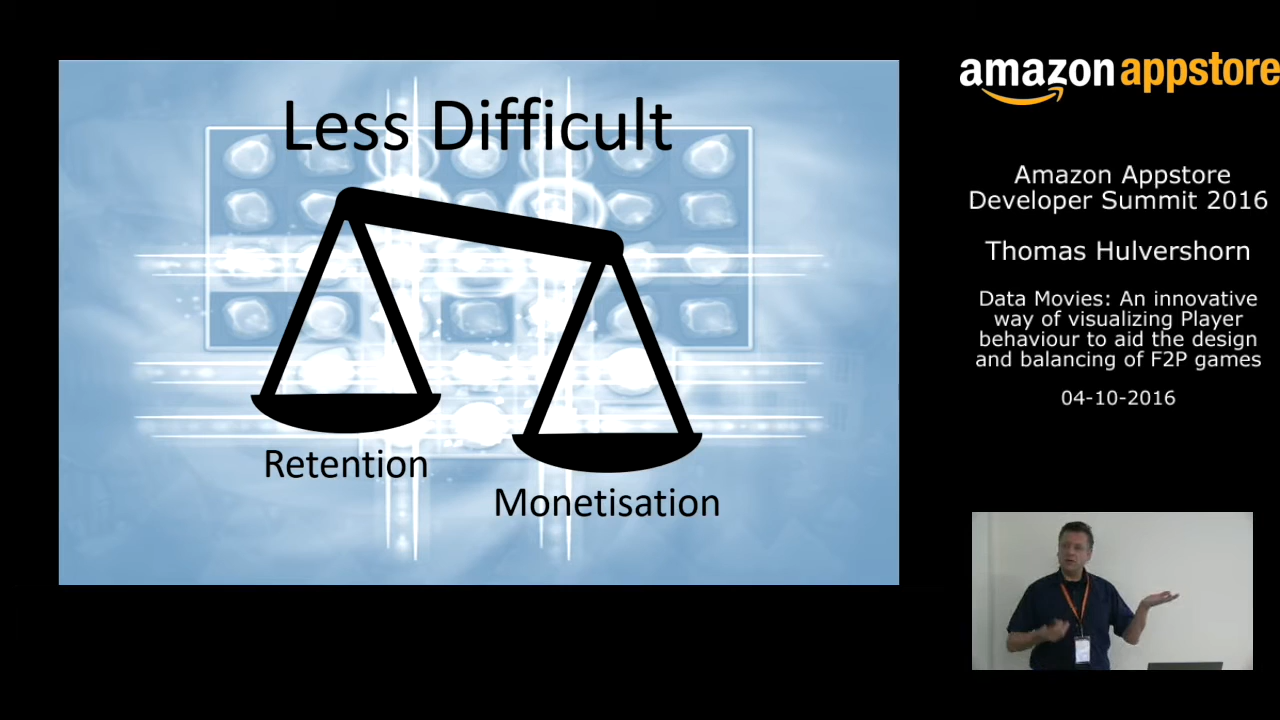 Less Difficult
Retention
Monetisation
amazon appstore
Amazon Appstore
Developer Summit 2016
Thomas Hulvershorn
Data Movies: An innovative
way of visualizing Player
behaviour to aid the design
and balancing of F2P games
04-10-2016